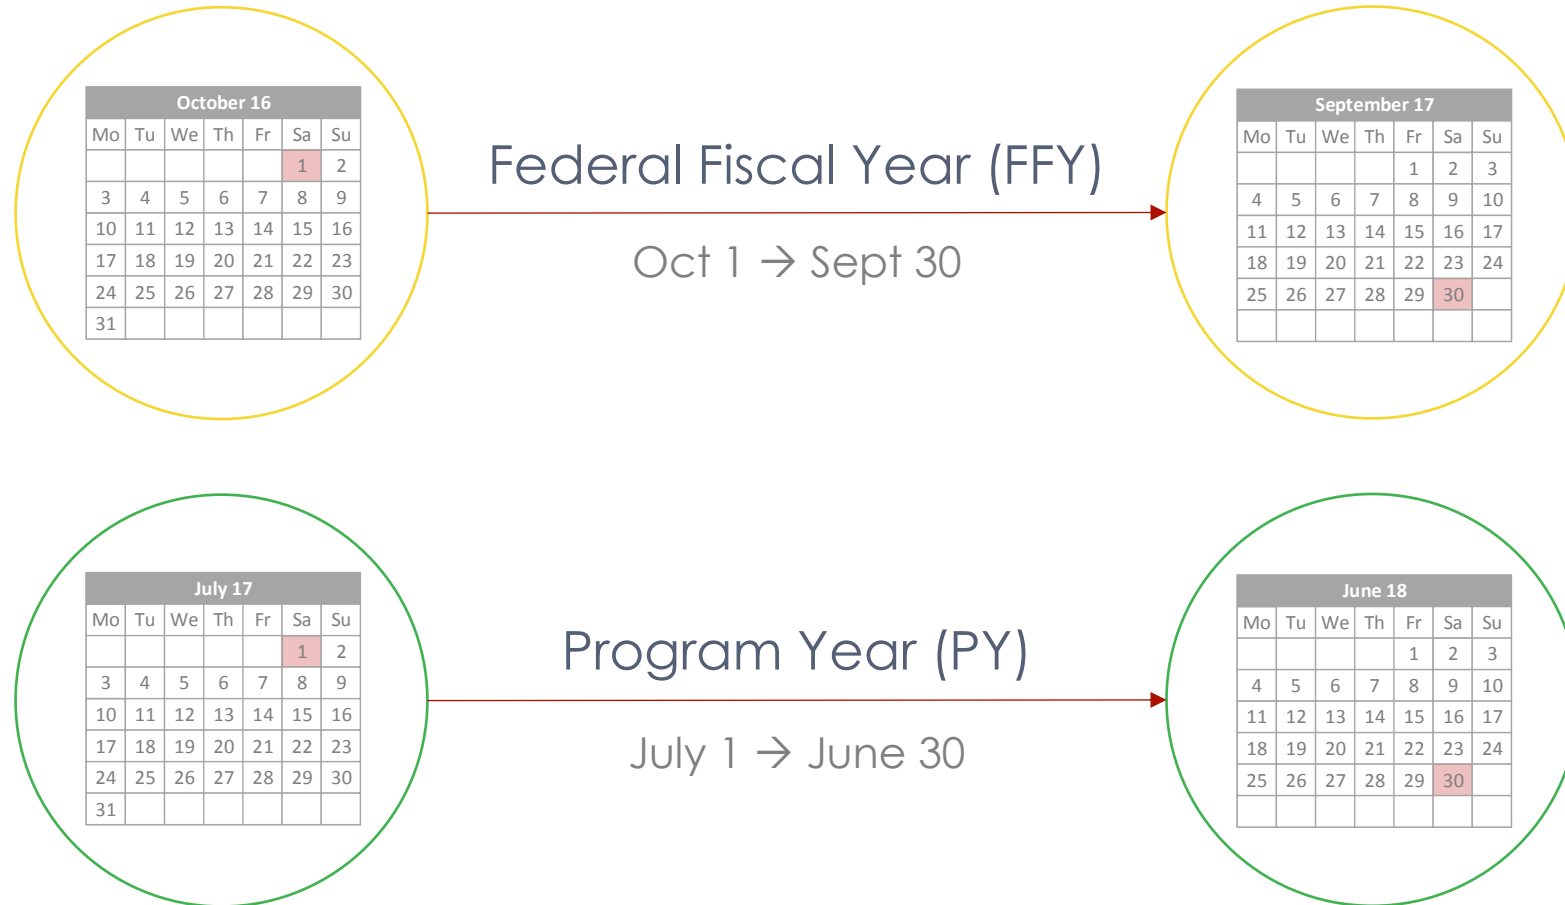 October 16
Mo Tu We Th Fr Sa Su
1 2
3 4 5 6 7 8 9
10 11 12 13 14 15 16
17 18 19 20 21 22 23
24 25 26 27 28 29 30
31
Federal Fiscal Year (FFY)
Oct 1 → Sept 30
September 17
Mo Tu We Th Fr Sa Su
1 2 3
4 5 6 7 8 9 10
11 12 13 14 15 16 17
18 19 20 21 22 23 24
25 26 27 28 29 30
July 17
Mo Tu We Th Fr Sa Su
1 2
3 4 5 6 7 8 9
10 11 12 13 14 15 16
17 18 19 20 21 22 23
24 25 26 27 28 29 30
31
Program Year (PY)
July 1 → June 30
June 18
Mo Tu We Th Fr Sa Su
1 2 3
4 5 6 7 8 9 10
11 12 13 14 15 16 17
18 19 20 21 22 23 24
25 26 27 28 29 30